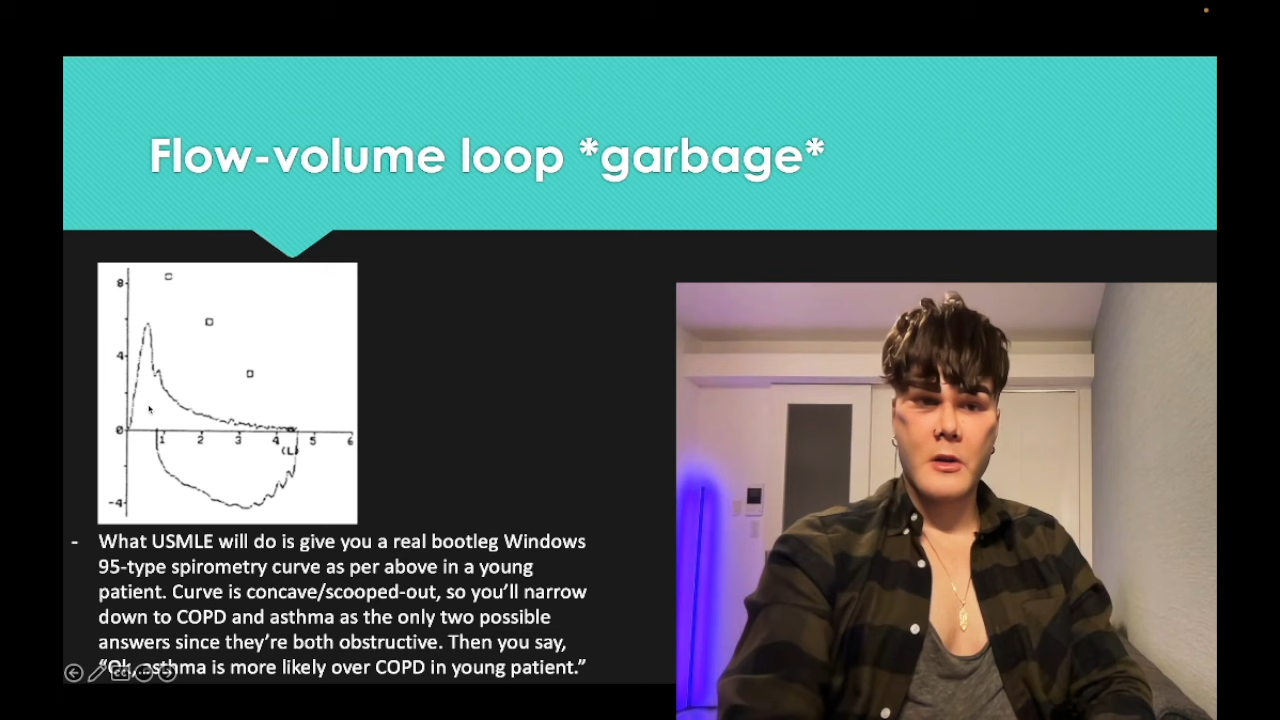 Flow-volume loop *garbage*
8
4
0
1 2 3 4 5 6
(L)
-4
- What USMLE will do is give you a real bootleg Windows
95-type spirometry curve as per above in a young
patient. Curve is concave/scooped-out, so you’ll narrow
down to COPD and asthma as the only two possible
answers since they’re both obstructive. Then you say,
“Ok, asthma is more likely over COPD in young patient.”